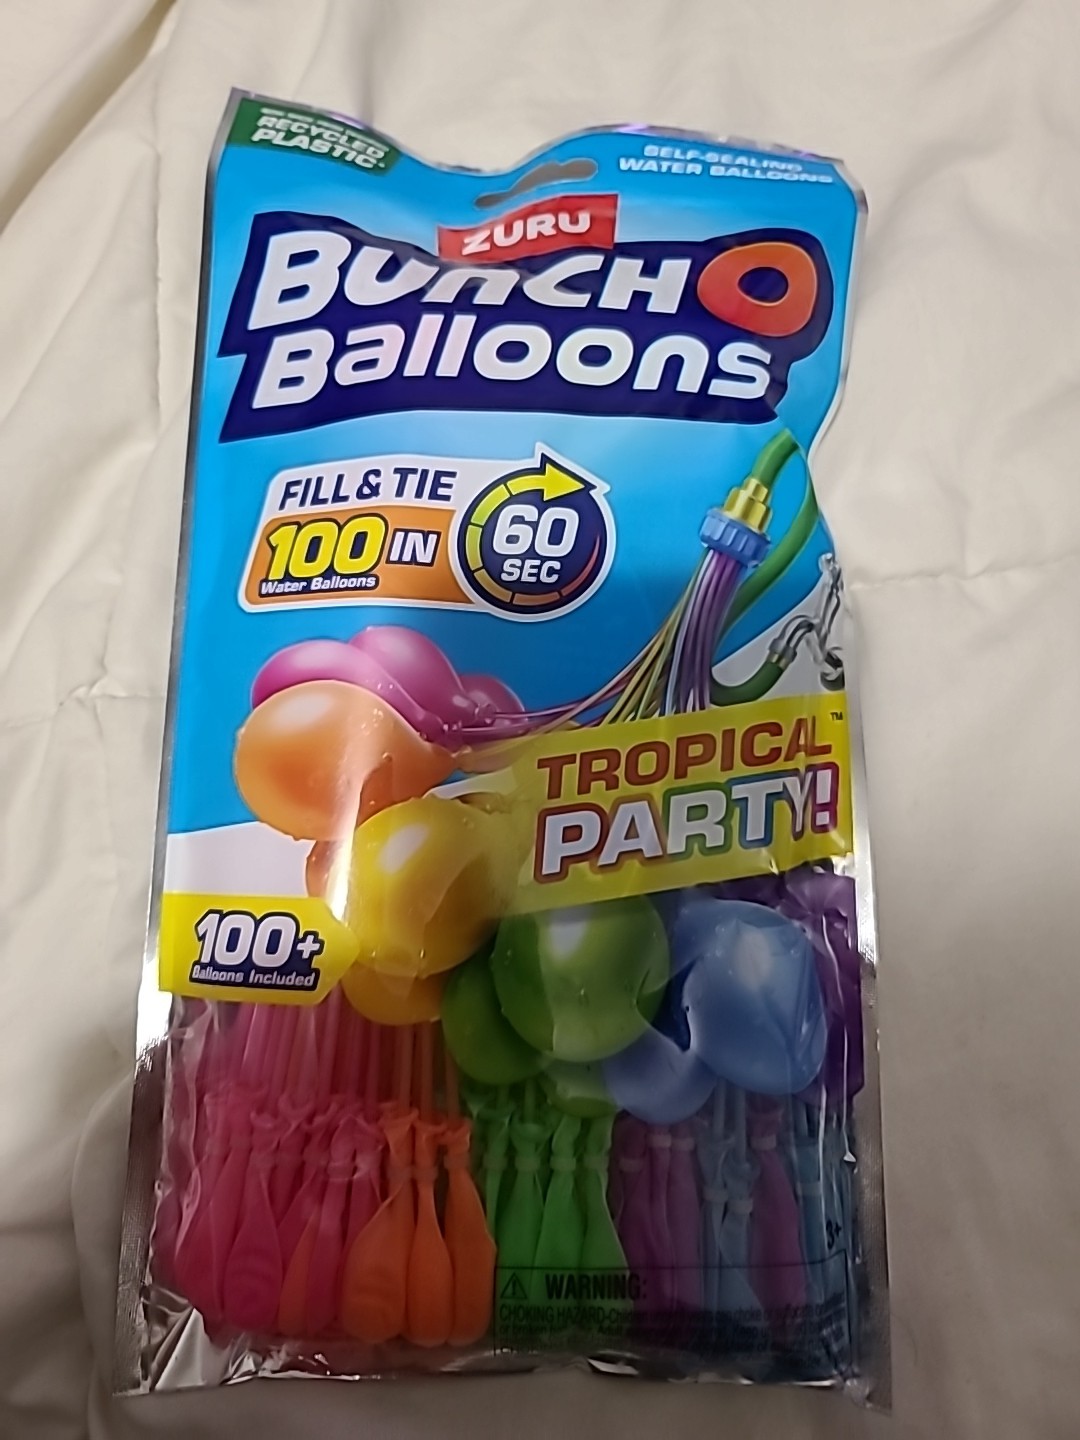 RECYCLED
PLASTIC
SELF-SEALING
WATER BALLOONS
ZURU
BUNCH O
Balloons
FILL & TIE
100 IN
Water Balloons
60
SEC
TROPICAL™
PARTY!
100+
Balloons Included
3+
WARNING:
CHOKING HAZARD-